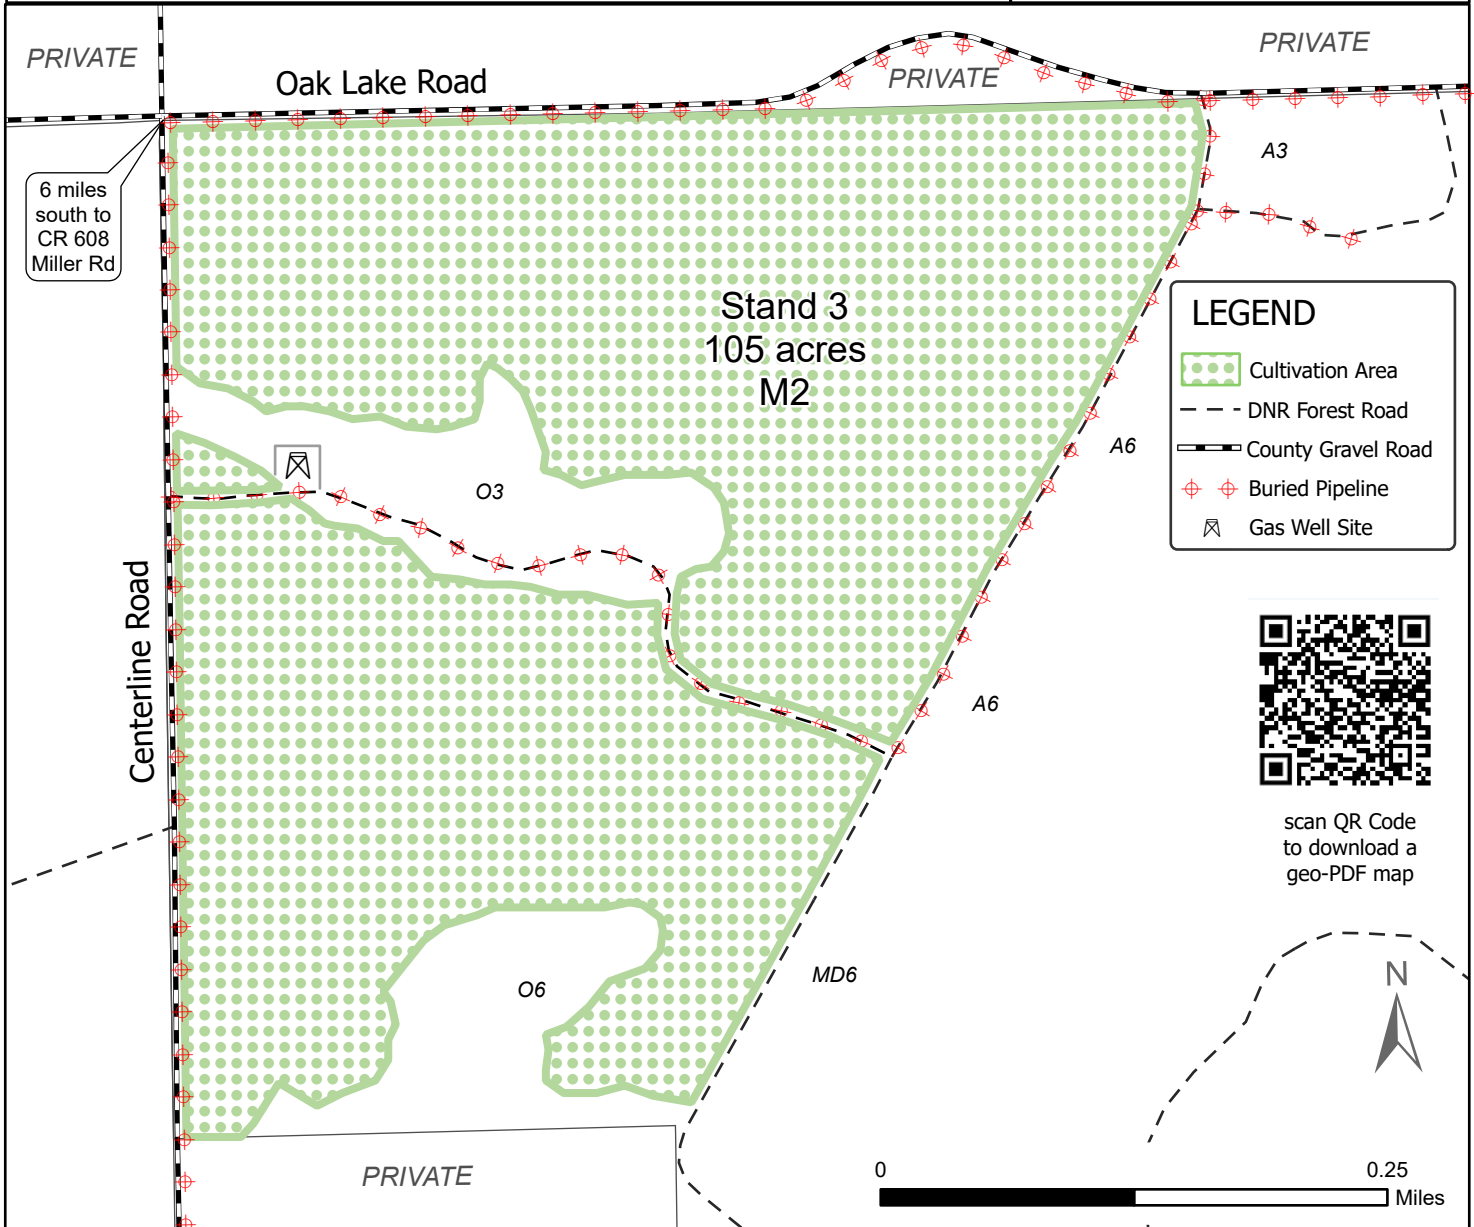 PRIVATE
Oak Lake Road
PRIVATE
PRIVATE
A3
6 miles
south to
CR 608
Miller Rd
Stand 3
105 acres
M2
LEGEND
Cultivation Area
DNR Forest Road
County Gravel Road
Buried Pipeline
Gas Well Site
A6
O3
Centerline Road
A6
scan QR Code
to download a
geo-PDF map
MD6
O6
N
PRIVATE
0
0.25
Miles